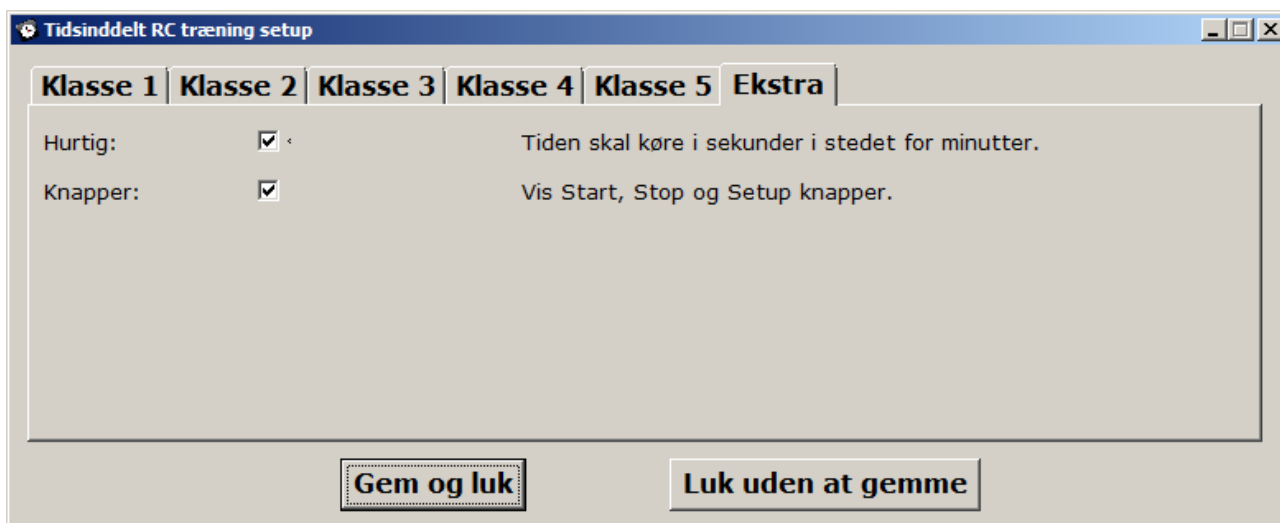 Tidsinddelt RC træning setup
Klasse 1 Klasse 2 Klasse 3 Klasse 4 Klasse 5 Ekstra
Hurtig: Tiden skal køre i sekunder i stedet for minutter.
Knapper: Vis Start, Stop og Setup knapper.
Gem og luk Luk uden at gemme